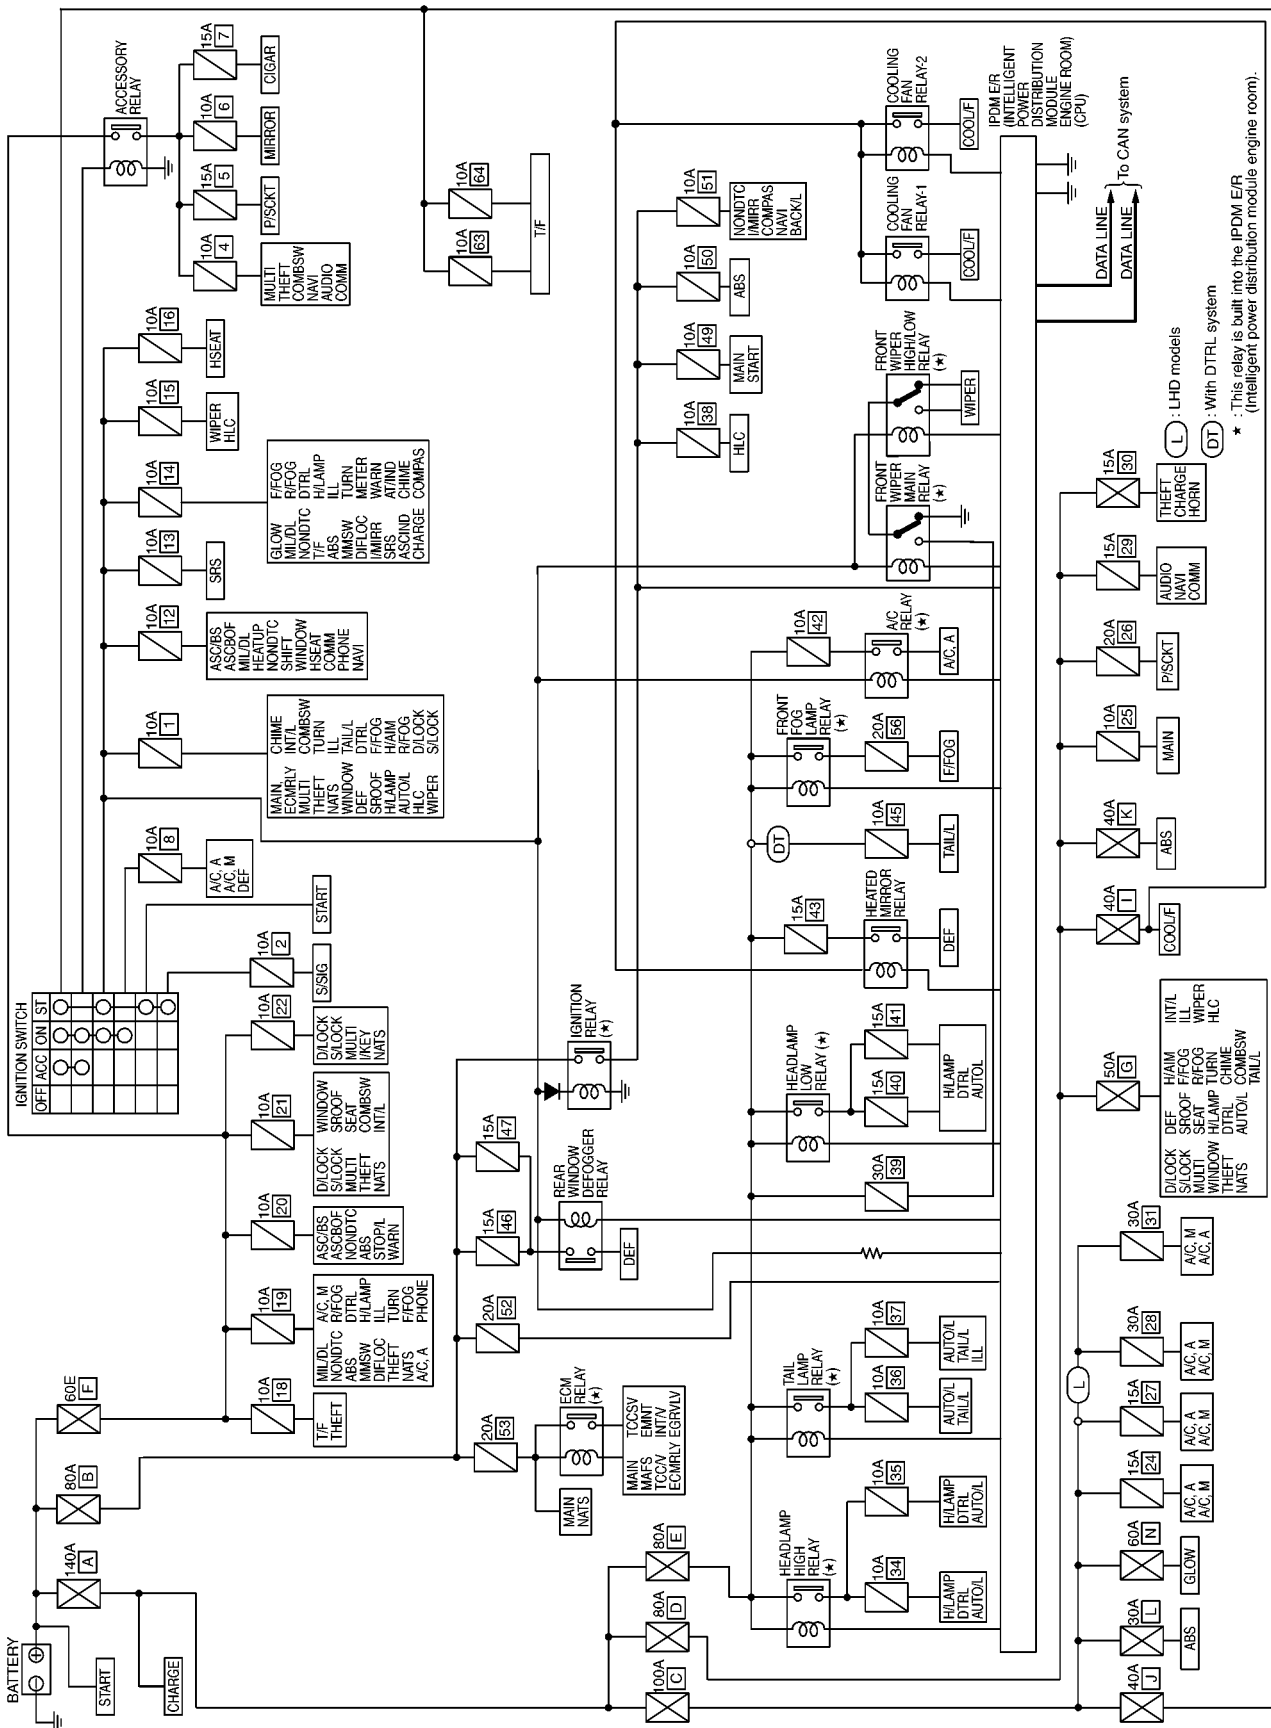 BATTERY
START
CHARGE
140A
A
80A
B
60E
F
IGNITION SWITCH
OFF
ACC
ON
ST
10A
18
T/F
THEFT
10A
19
MIL/DL
NONDTC
ABS
MMSW
DIFLOC
THEFT
NATS
A/C, A
A/C, M
R/FOG
DTRL
H/LAMP
ILL
TURN
F/FOG
PHONE
10A
20
ASC/BS
ASCBOF
NONDTC
ABS
STOP/L
WARN
10A
21
D/LOCK
S/LOCK
MULTI
THEFT
NATS
WINDOW
SROOF
SEAT
COMBSW
INT/L
10A
22
D/LOCK
S/LOCK
MULTI
I/KEY
NATS
10A
2
S/SIG
START
10A
8
A/C, A
A/C, M
DEF
10A
1
MAIN,
ECMRLY
MULTI
THEFT
NATS
WINDOW
DEF
SROOF
H/LAMP
AUTO/L
HLC
WIPER
CHIME
INT/L
COMBSW
TURN
ILL
TAIL/L
DTRL
F/FOG
H/AIM
R/FOG
D/LOCK
S/LOCK
10A
12
ASC/BS
ASCBOF
MIL/DL
HEATUP
NONDTC
SHIFT
WINDOW
HSEAT
COMM
PHONE
NAVI
10A
13
SRS
10A
14
GLOW
MIL/DL
NONDTC
T/F
ABS
MMSW
DIFLOC
I/MIRR
SRS
ASCIND
CHARGE
F/FOG
R/FOG
DTRL
H/LAMP
ILL
TURN
METER
WARN
AT/IND
CHIME
COMPAS
10A
15
WIPER
HLC
10A
16
HSEAT
ACCESSORY
RELAY
10A
4
MULTI
THEFT
COMBSW
NAVI
AUDIO
COMM
15A
5
P/SCKT
10A
6
MIRROR
15A
7
CIGAR
10A
63
10A
64
T/F
20A
53
MAIN
NATS
ECM
RELAY
(★)
MAIN
MAFS
TCC/V
ECMRLY
TCCSV
EMNT
INT/V
EGRVLV
20A
52
15A
46
15A
47
REAR
WINDOW
DEFOGGER
RELAY
DEF
IGNITION
RELAY
(★)
10A
38
HLC
10A
49
MAIN
START
10A
50
ABS
10A
51
NONDTC
I/MIRR
COMPAS
NAVI
BACK/L
100A
C
80A
D
80A
E
HEADLAMP
HIGH
RELAY
(★)
10A
34
H/LAMP
DTRL
AUTO/L
10A
35
H/LAMP
DTRL
AUTO/L
TAIL
LAMP
RELAY
(★)
10A
36
AUTO/L
TAIL/L
10A
37
AUTO/L
TAIL/L
ILL
30A
39
HEADLAMP
LOW
RELAY (★)
15A
40
15A
41
H/LAMP
DTRL
AUTOL
15A
43
HEATED
MIRROR
RELAY
DEF
DT
10A
45
TAIL/L
FRONT
FOG
LAMP
RELAY
(★)
20A
56
F/FOG
10A
42
A/C
RELAY
(★)
A/C, A
FRONT
WIPER
MAIN
RELAY
(★)
FRONT
WIPER
HIGH/LOW
RELAY
(★)
WIPER
COOLING
FAN
RELAY-1
COOL/F
COOLING
FAN
RELAY-2
COOL/F
IPDM E/R
(INTELLIGENT
POWER
DISTRIBUTION
MODULE
ENGINE ROOM)
(CPU)
DATA LINE
DATA LINE
To CAN system
40A
J
30A
L
ABS
60A
N
GLOW
15A
24
A/C, A
A/C, M
15A
27
A/C, A
A/C, M
L
30A
28
A/C, A
A/C, M
30A
31
A/C, M
A/C, A
50A
G
D/LOCK
S/LOCK
MULTI
WINDOW
THEFT
NATS
DEF
SROOF
SEAT
H/LAMP
DTRL
AUTO/L
H/AIM
F/FOG
R/FOG
TURN
CHIME
COMBSW
TAIL/L
INT/L
ILL
WIPER
HLC
40A
I
COOL/F
40A
K
ABS
10A
25
MAIN
20A
26
P/SCKT
15A
29
AUDIO
NAVI
COMM
15A
30
THEFT
CHARGE
HORN
L : LHD models
DT : With DTRL system
★ : This relay is built into the IPDM E/R
(Intelligent power distribution module engine room).